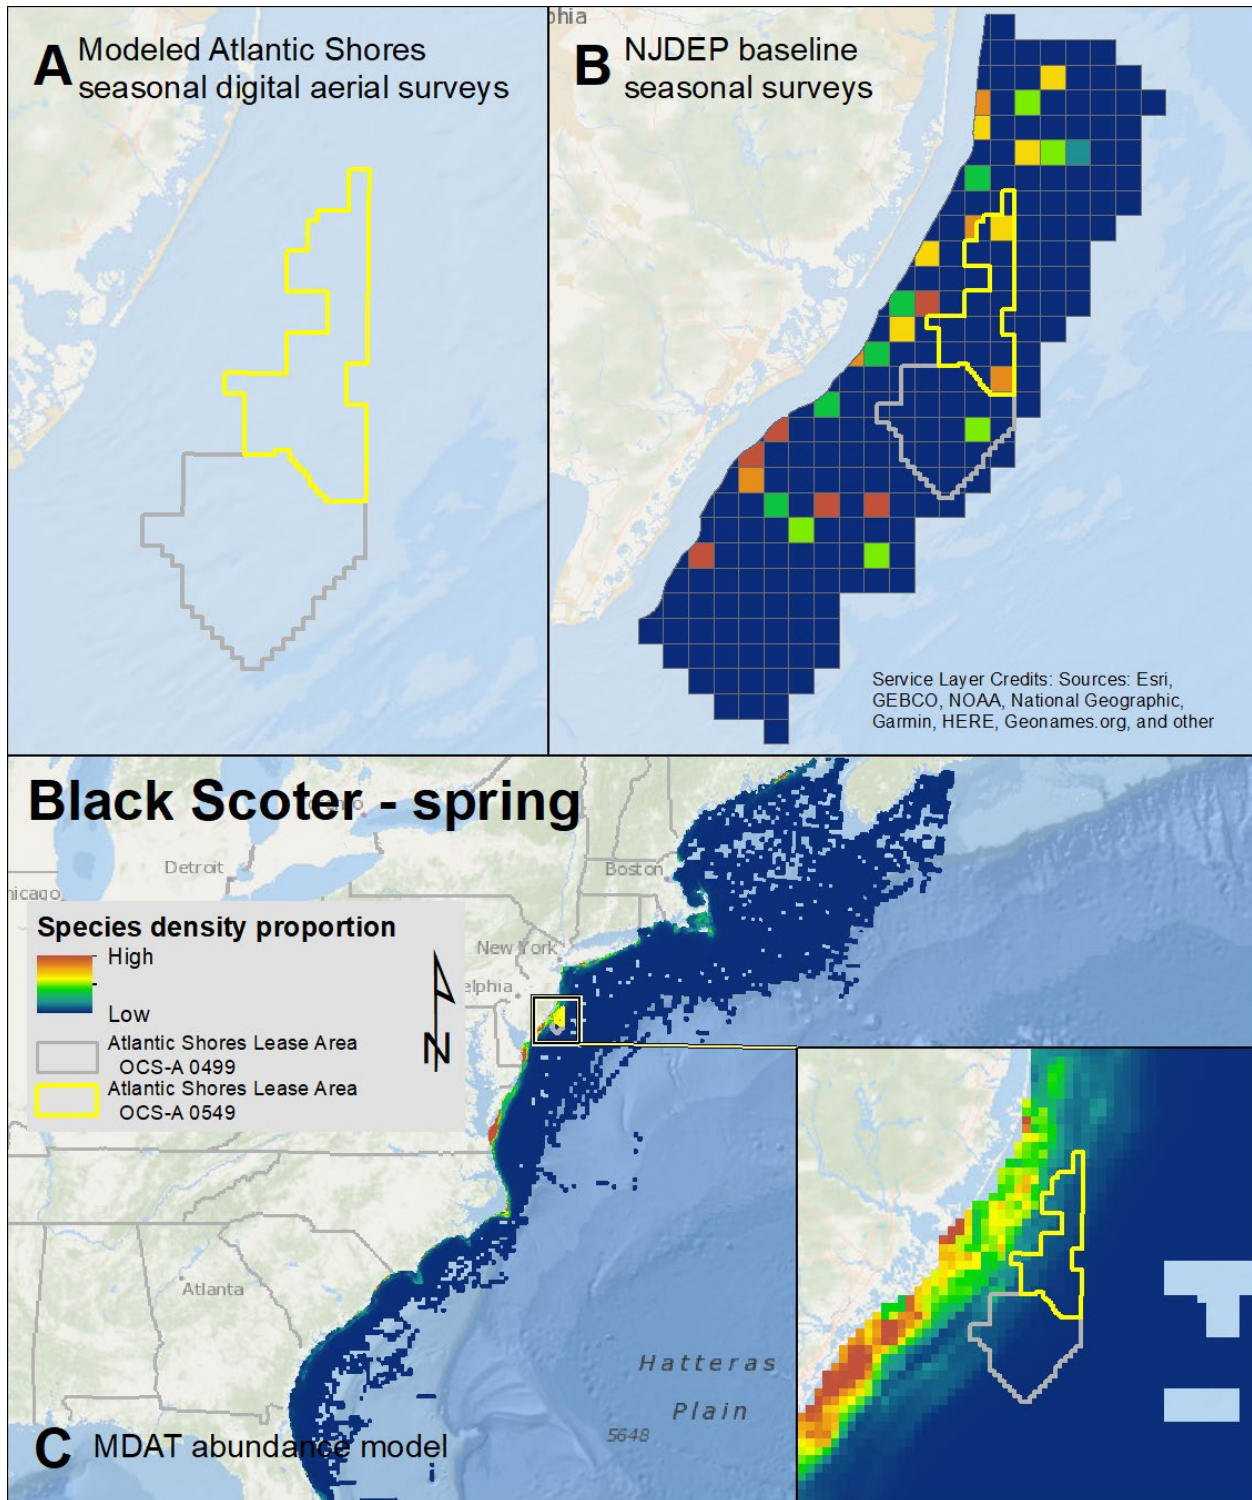 A Modeled Atlantic Shores
seasonal digital aerial surveys
phia
B NJDEP baseline
seasonal surveys
Service Layer Credits: Sources: Esri,
GEBCO, NOAA, National Geographic,
Garmin, HERE, Geonames.org, and other
Black Scoter - spring
Detroit
hicago
Boston
Species density proportion
High
Low
Atlantic Shores Lease Area
OCS-A 0499
Atlantic Shores Lease Area
OCS-A 0549
N
New York
elphia
Atlanta
Hatteras
Plain
5648
C MDAT abundance model